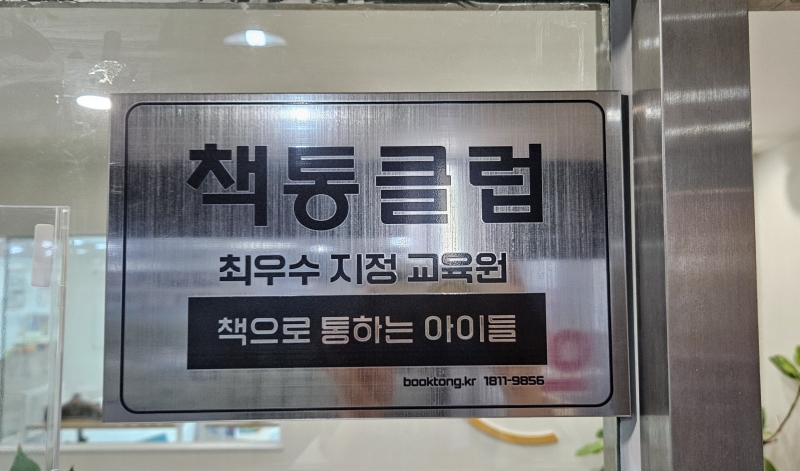 책통클럽
최우수 지정 교육원
책으로 통하는 아이들
booktong.kr 1811-9856